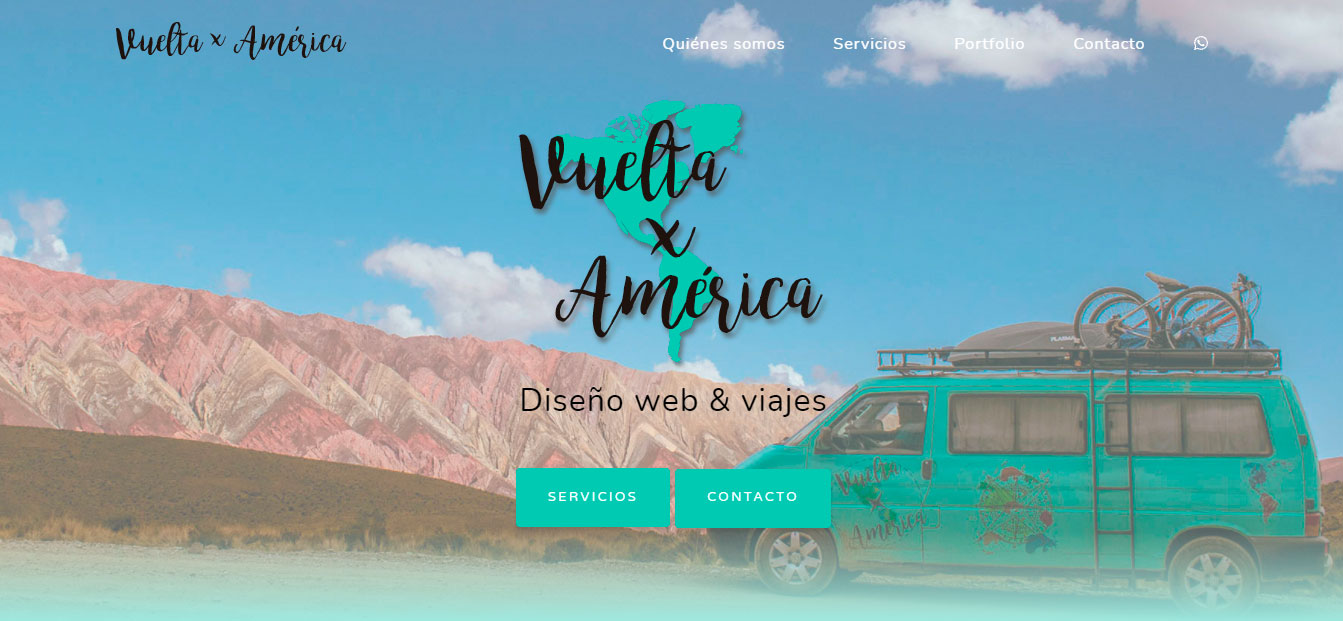 Vuelta x América
Quiénes somos
Servicios
Portfolio
Contacto
Vuelta
x
América
Diseño web & viajes
SERVICIOS
CONTACTO
Vuelta
x
América